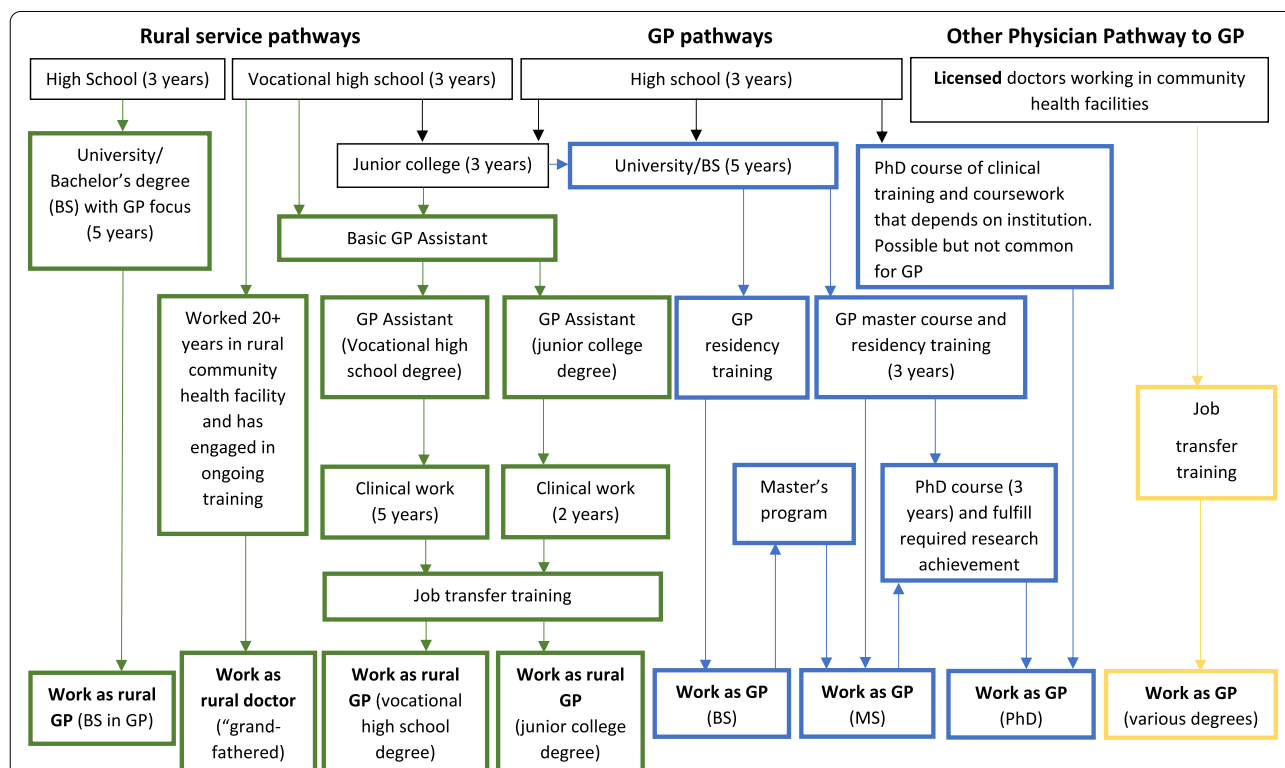 Rural service pathways
GP pathways
Other Physician Pathway to GP
High School (3 years)
Vocational high school (3 years)
High school (3 years)
Licensed doctors working in community
health facilities
University/
Bachelor's degree
(BS) with GP focus
(5 years)
Junior college (3 years)
University/BS (5 years)
PhD course of clinical
training and coursework
that depends on institution.
Possible but not common
for GP
Basic GP Assistant
Worked 20+
years in rural
community
health facility
and has
engaged in
ongoing
training
GP Assistant
(Vocational high
school degree)
GP Assistant
(junior college
degree)
GP
residency
training
GP master course and
residency training
(3 years)
Job
transfer
training
Clinical work
(5 years)
Clinical work
(2 years)
Master's
program
PhD course (3
years) and fulfill
required research
achievement
Job transfer training
Work as rural
GP (BS in GP)
Work as
rural doctor
("grand-
fathered)
Work as rural
GP (vocational
high school
degree)
Work as rural
GP
(junior college
degree)
Work as GP
(BS)
Work as GP
(MS)
Work as GP
(PhD)
Work as GP
(various degrees)